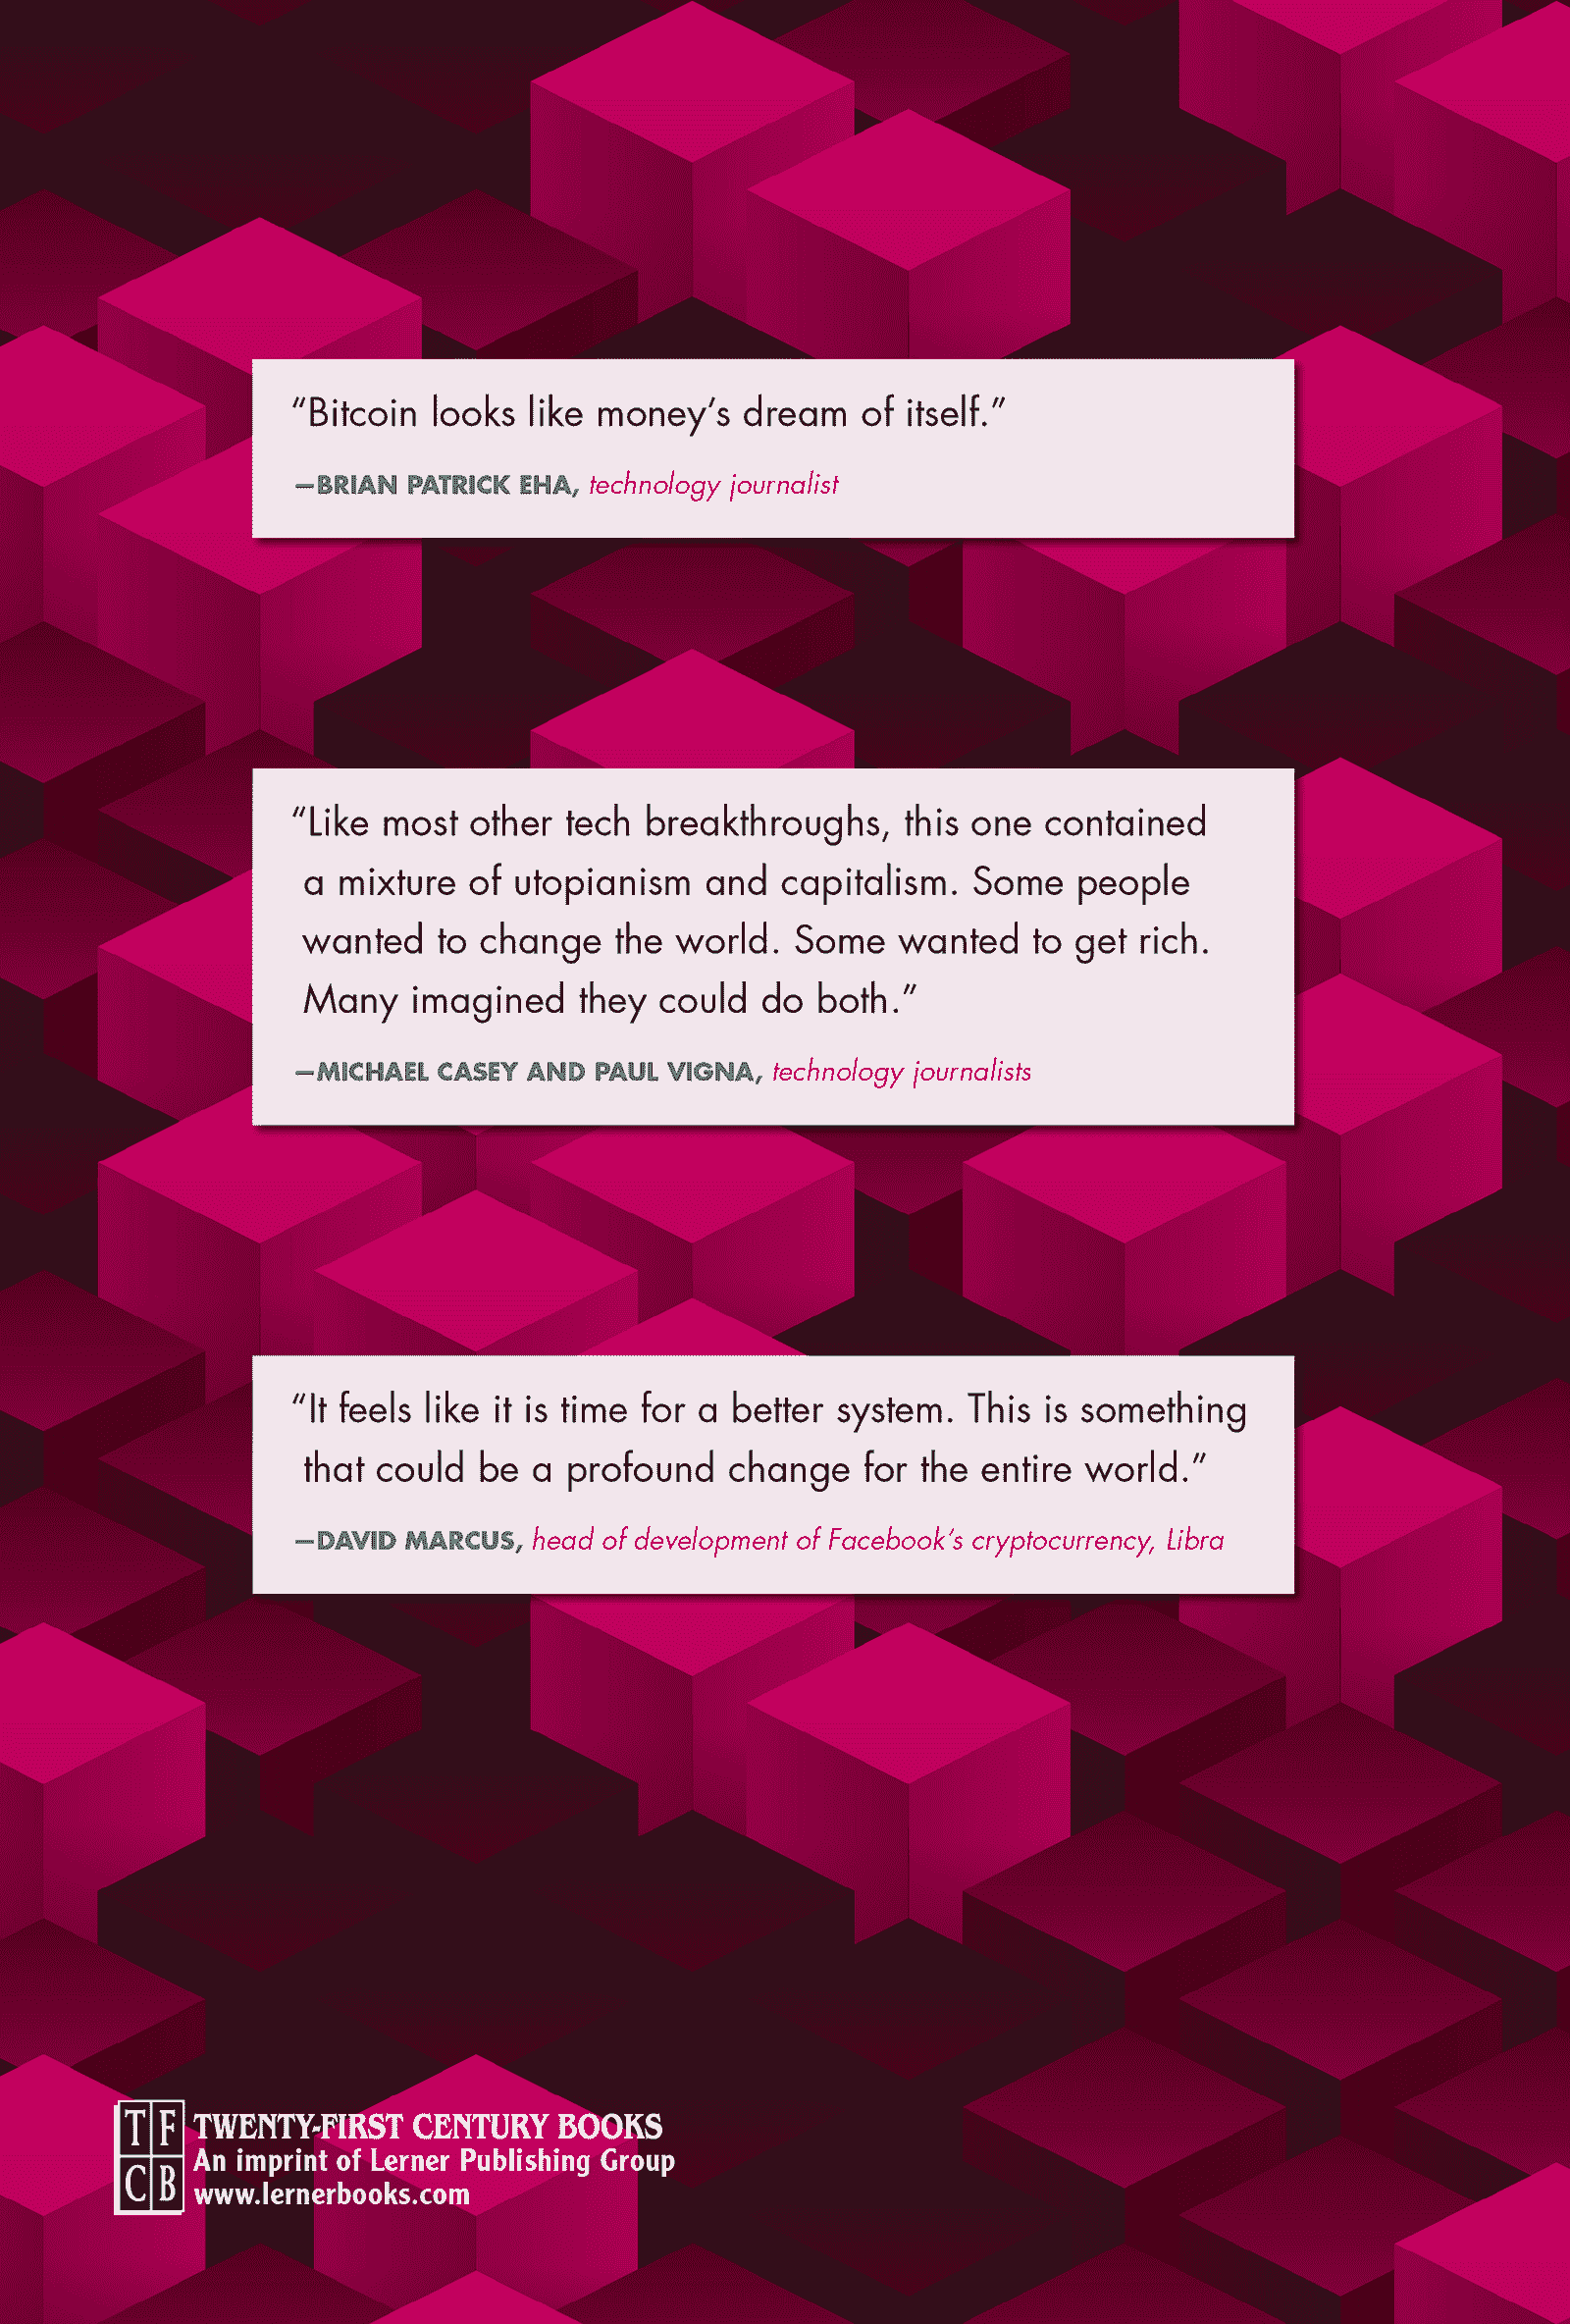 “Bitcoin looks like money’s dream of itself.”
—BRIAN PATRICK EHA, technology journalist
“Like most other tech breakthroughs, this one contained
a mixture of utopianism and capitalism. Some people
wanted to change the world. Some wanted to get rich.
Many imagined they could do both.”
—MICHAEL CASEY AND PAUL VIGNA, technology journalists
“It feels like it is time for a better system. This is something
that could be a profound change for the entire world.”
—DAVID MARCUS, head of development of Facebook’s cryptocurrency, Libra
TF
CB
TWENTY-FIRST CENTURY BOOKS
An imprint of Lerner Publishing Group
www.lernerbooks.com